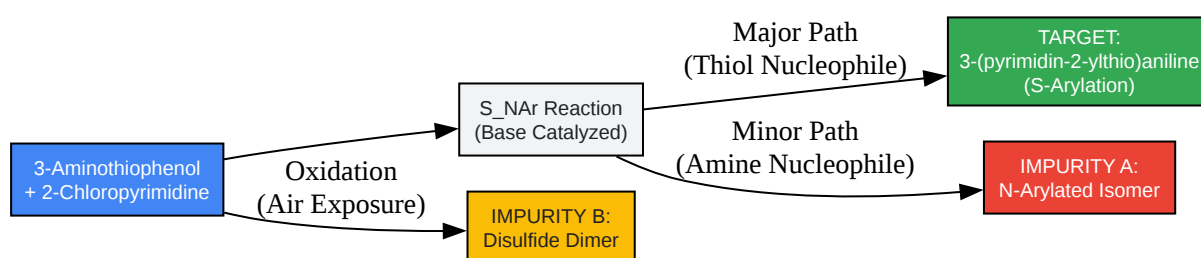 3-Aminothiophenol
+ 2-Chloropyrimidine
Oxidation
(Air Exposure)
S_NAr Reaction
(Base Catalyzed)
IMPURITY B:
Disulfide Dimer
Major Path
(Thiol Nucleophile)
Minor Path
(Amine Nucleophile)
TARGET:
3-(pyrimidin-2-ylthio)aniline
(S-Arylation)
IMPURITY A:
N-Arylated Isomer